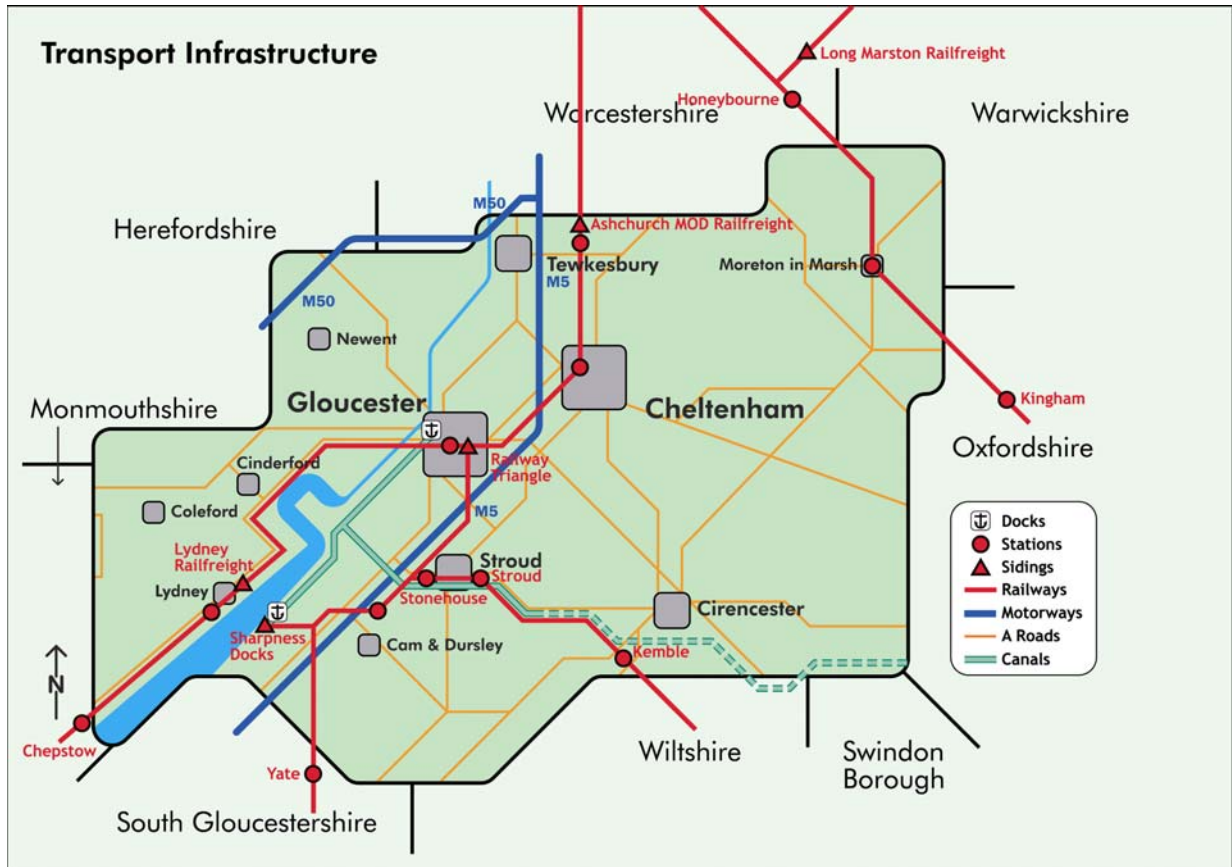 Transport Infrastructure
Long Marston Railfreight
Honeybourne
Worcestershire
Warwickshire
M50
Herefordshire
Ashchurch MOD Railfreight
Tewkesbury
Moreton in Marsh
M5
M50
Newent
Gloucester
Cheltenham
Kingham
Monmouthshire
Oxfordshire
Cinderford
Railway
Triangle
Coleford
M5
Docks
Stations
Sidings
Railways
Motorways
A Roads
Canals
Lydney
Railfreight
Stroud
Stroud
Lydney
Stonehouse
Cirencester
Sharpness
Docks
Cam & Dursley
Kemble
N
Chepstow
Wiltshire
Swindon
Borough
Yate
South Gloucestershire